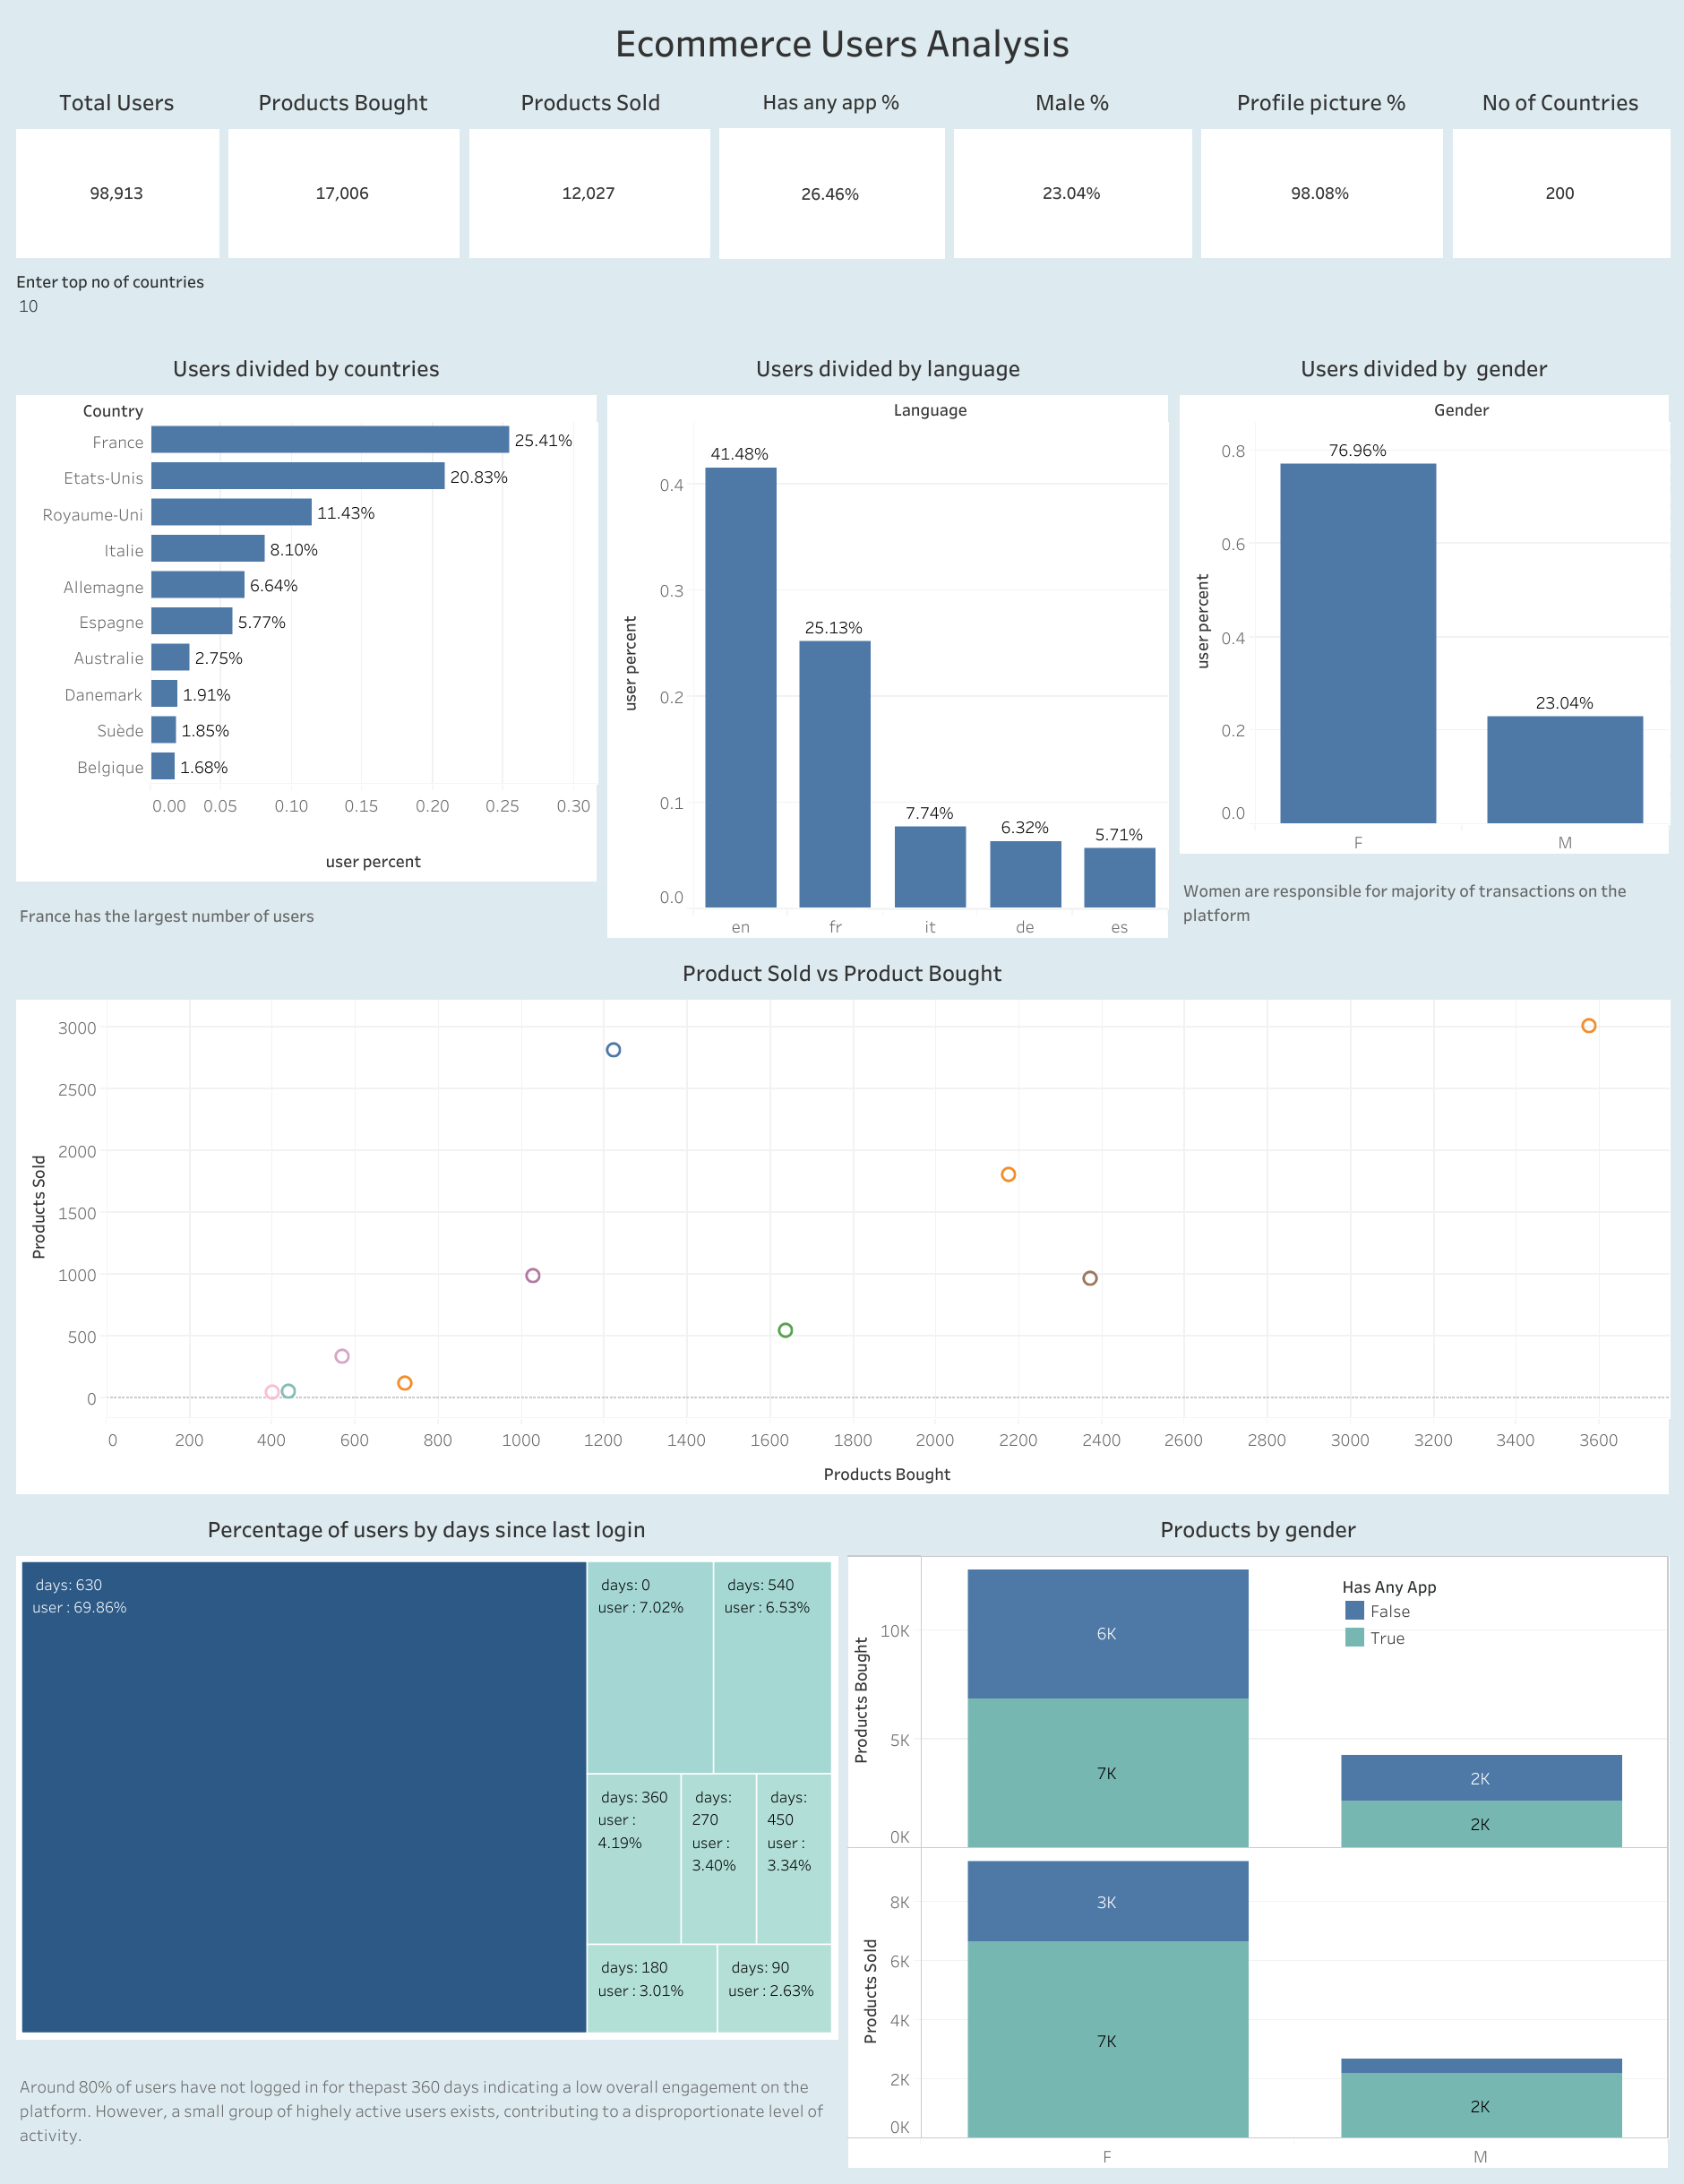 Ecommerce Users Analysis
Total Users
Products Bought
Products Sold
Has any app %
Male %
Profile picture %
No of Countries
98,913
17,006
12,027
26.46%
23.04%
98.08%
200
Enter top no of countries
10
Users divided by countries
Country
France
25.41%
Etats-Unis
20.83%
Royaume-Uni
11.43%
Italie
8.10%
Allemagne
6.64%
Espagne
5.77%
Australie
2.75%
Danemark
1.91%
Suède
1.85%
Belgique
1.68%
0.00 0.05 0.10 0.15 0.20 0.25 0.30
user percent
France has the largest number of users
Users divided by language
Language
user percent
0.4
0.3
0.2
0.1
0.0
41.48%
25.13%
7.74%
6.32%
5.71%
en fr it de es
Users divided by gender
Gender
user percent
0.8
0.6
0.4
0.2
0.0
76.96%
23.04%
F M
Women are responsible for majority of transactions on the
platform
Product Sold vs Product Bought
Products Sold
3000
2500
2000
1500
1000
500
0
0 200 400 600 800 1000 1200 1400 1600 1800 2000 2200 2400 2600 2800 3000 3200 3400 3600
Products Bought
Percentage of users by days since last login
days: 630
user : 69.86%
days: 0
user : 7.02%
days: 540
user : 6.53%
days: 360
user :
4.19%
days:
270
user :
3.40%
days:
450
user :
3.34%
days: 180
user : 3.01%
days: 90
user : 2.63%
Around 80% of users have not logged in for thepast 360 days indicating a low overall engagement on the
platform. However, a small group of highely active users exists, contributing to a disproportionate level of
activity.
Products by gender
Has Any App
False
True
Products Bought
10K
5K
0K
6K
7K
2K
2K
Products Sold
8K
6K
4K
2K
0K
3K
7K
2K
F M